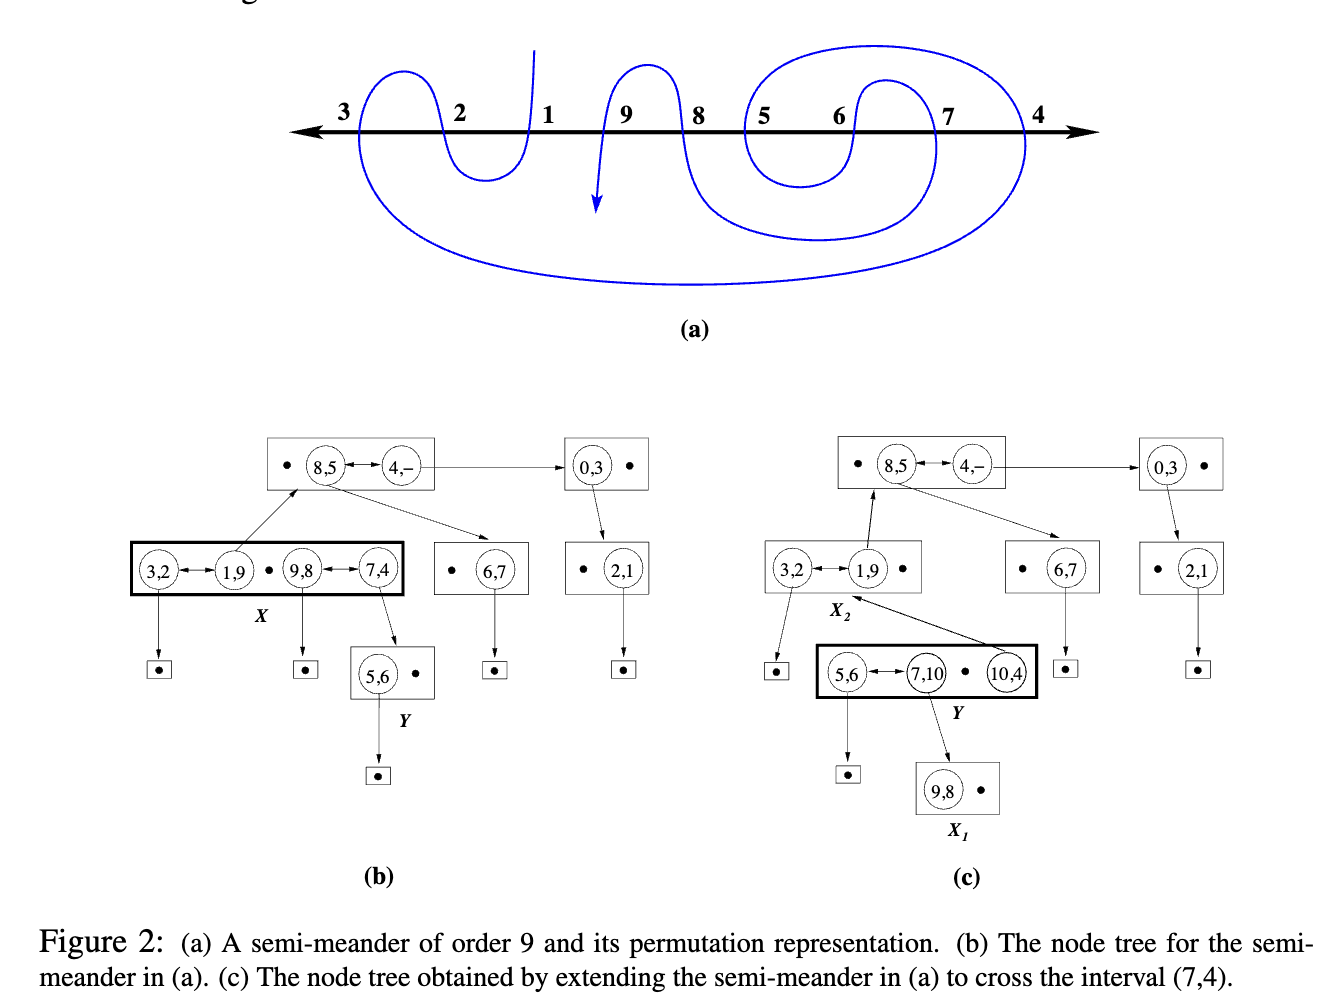 3 2 1 9 8 5 6 7 4
(a)
8,5 4,– 0,3
3,2 1,9 9,8 7,4 6,7 2,1
X
5,6
Y
(b)
8,5 4,– 0,3
3,2 1,9 6,7 2,1
X2
5,6 7,10 10,4
Y
9,8
X1
(c)
Figure 2: (a) A semi-meander of order 9 and its permutation representation. (b) The node tree for the semi-
meander in (a). (c) The node tree obtained by extending the semi-meander in (a) to cross the interval (7,4).